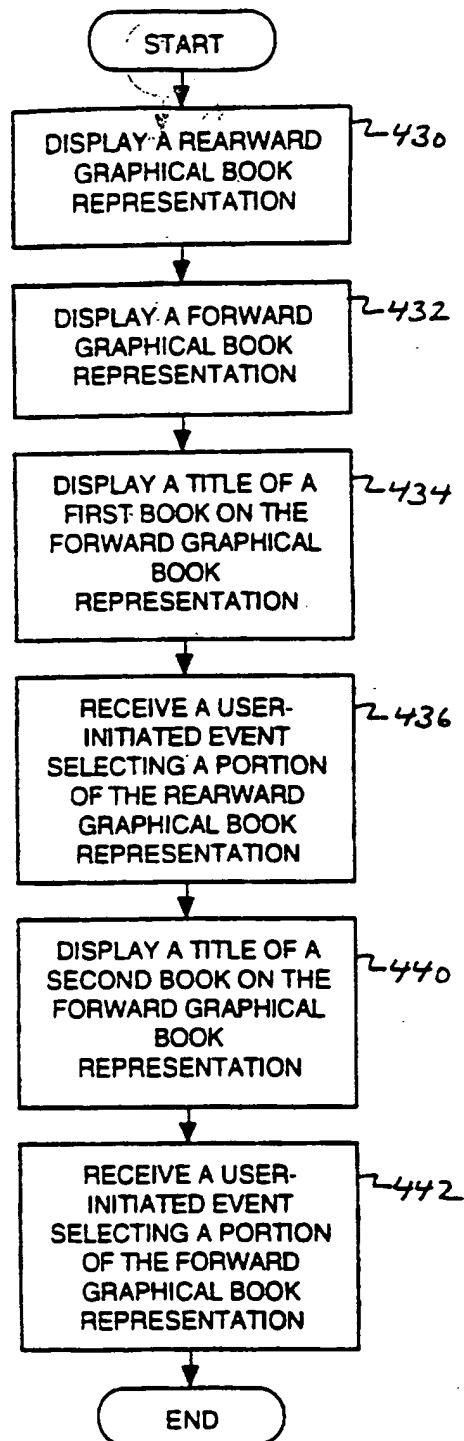 START
DISPLAY A REARWARD
GRAPHICAL BOOK
REPRESENTATION
430
DISPLAY A FORWARD
GRAPHICAL BOOK
REPRESENTATION
432
DISPLAY A TITLE OF A
FIRST BOOK ON THE
FORWARD GRAPHICAL
BOOK
REPRESENTATION
434
RECEIVE A USER-
INITIATED EVENT
SELECTING A PORTION
OF THE REARWARD
GRAPHICAL BOOK
REPRESENTATION
436
DISPLAY A TITLE OF A
SECOND BOOK ON THE
FORWARD GRAPHICAL
BOOK
REPRESENTATION
440
RECEIVE A USER-
INITIATED EVENT
SELECTING A PORTION
OF THE FORWARD
GRAPHICAL BOOK
REPRESENTATION
442
END